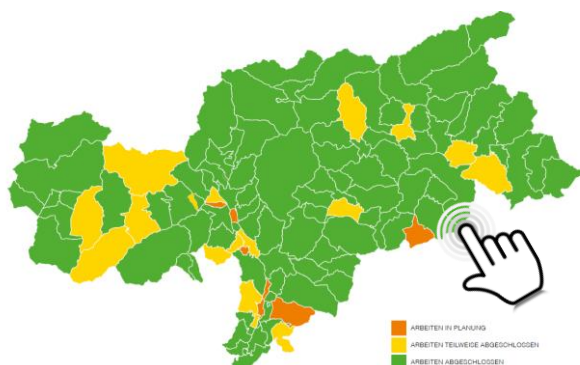 ARBEITEN IN PLANUNG
ARBEITEN TEILWEISE ABGESCHLOSSEN
ARBEITEN ABGESCHLOSSEN